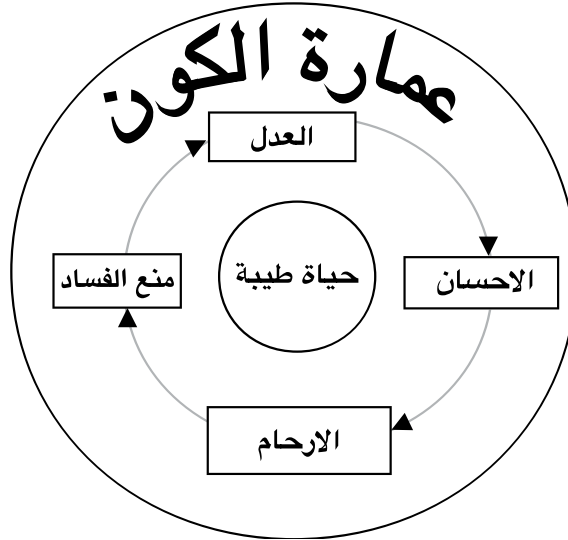 عمارة الكون
العدل
الاحسان
الارحام
منع الفساد
حياة طيبة